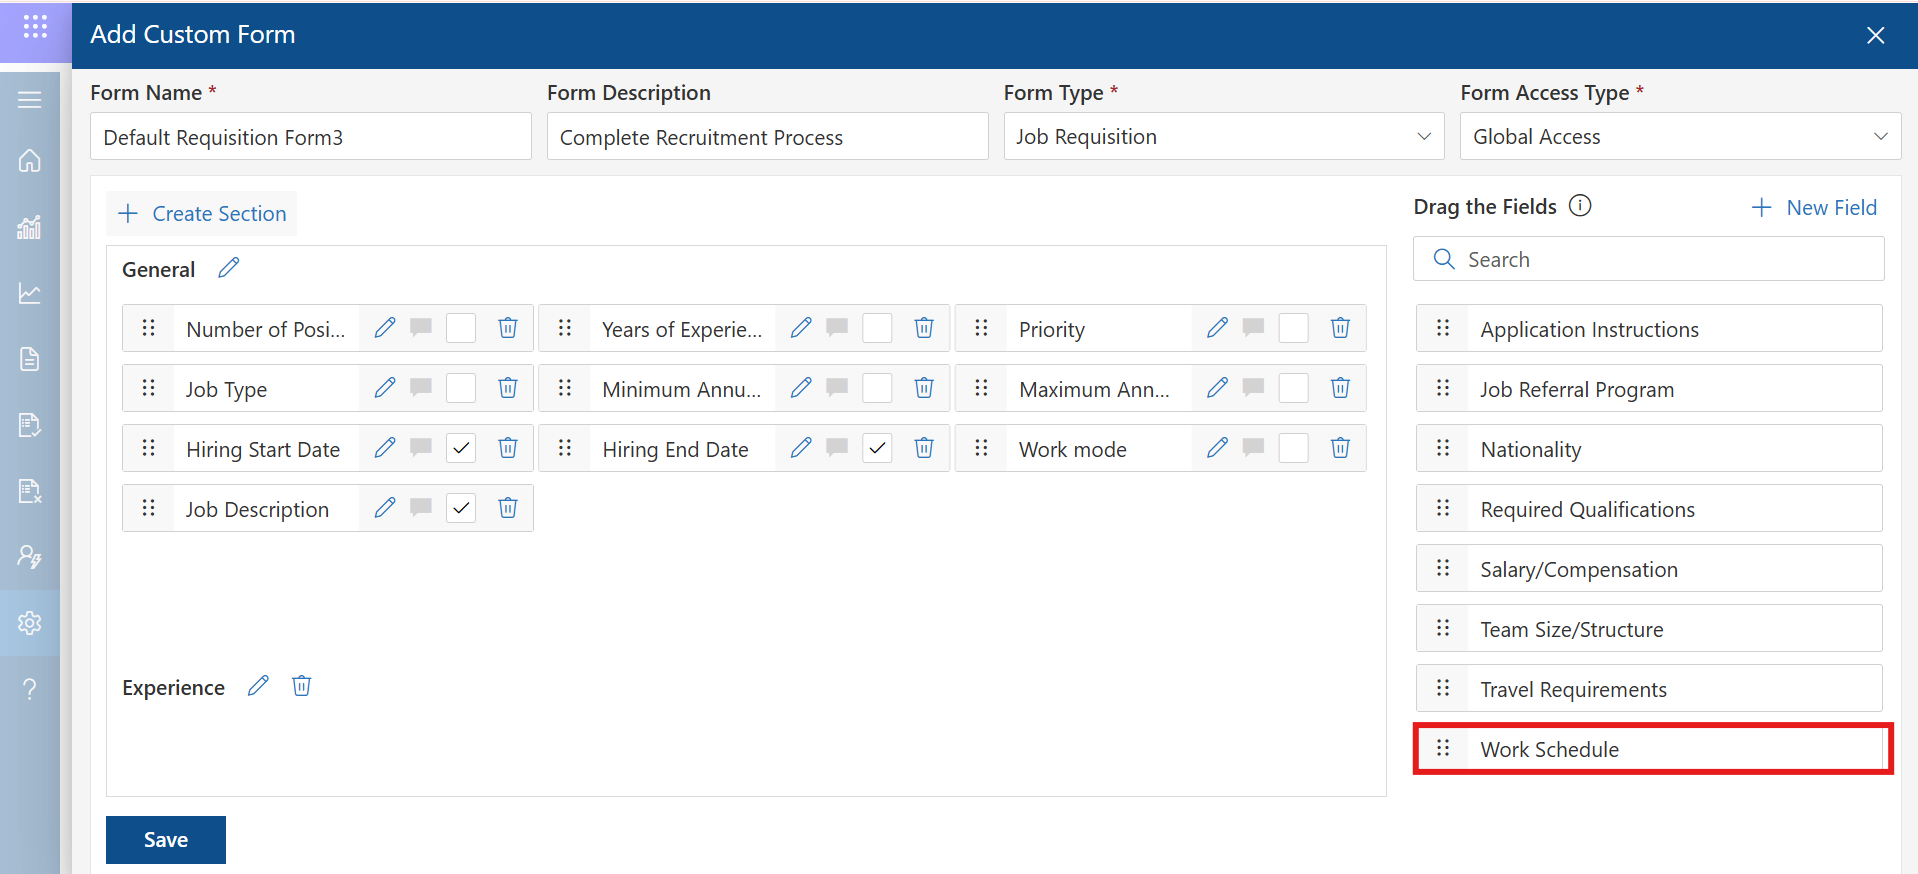 Add Custom Form
Form Name *
Form Description
Form Type *
Form Access Type *
Default Requisition Form3
Complete Recruitment Process
Job Requisition
Global Access
Create Section
Drag the Fields
New Field
Search
General
Number of Posi...
Years of Experie...
Priority
Job Type
Minimum Annu...
Maximum Ann...
Hiring Start Date
Hiring End Date
Work mode
Job Description
Experience
Application Instructions
Job Referral Program
Nationality
Required Qualifications
Salary/Compensation
Team Size/Structure
Travel Requirements
Work Schedule
Save